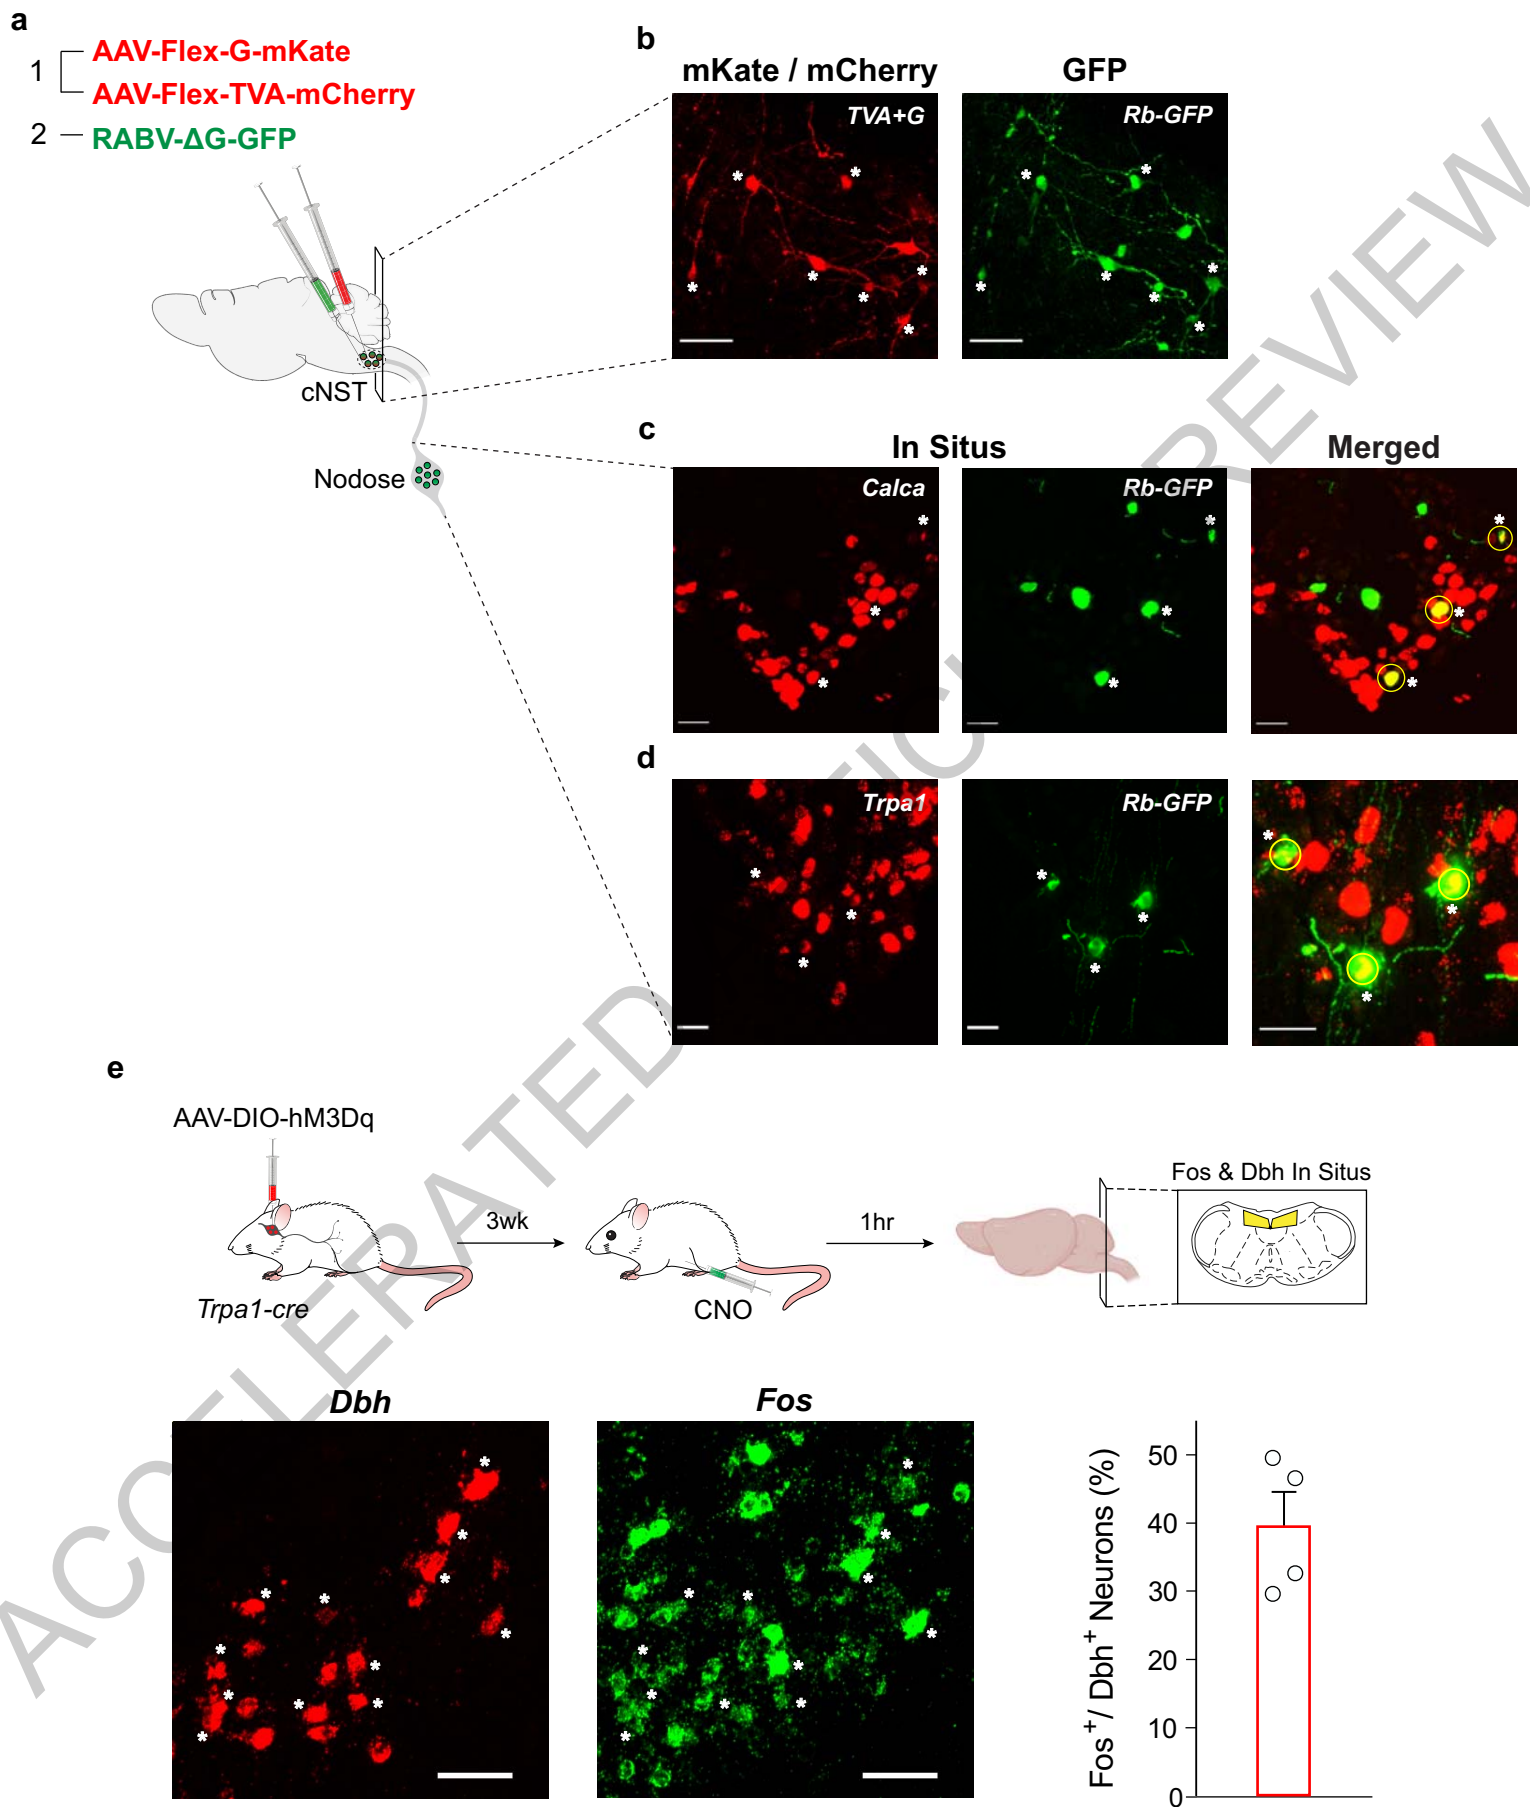 a
1
AAV-Flex-G-mKate
AAV-Flex-TVA-mCherry
2
RABV-ΔG-GFP
cNST
Nodose
b
mKate / mCherry
GFP
TVA+G
Rb-GFP
c
In Situs
Merged
Calca
Rb-GFP
d
Trpa1
Rb-GFP
e
AAV-DIO-hM3Dq
Trpa1-cre
3wk
CNO
1hr
Fos & Dbh In Situs
Dbh
Fos
Fos+/ Dbh+ Neurons (%)
50
40
30
20
10
0
ACCELERATED ARTICLE PREVIEW